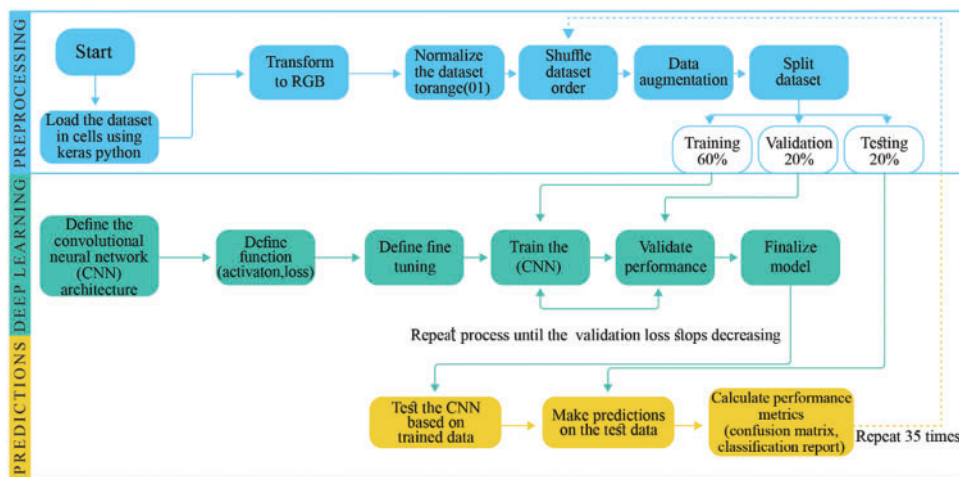 PREPROCESSING
Start
Load the dataset
in cells using
keras python
Transform
to RGB
Normalize
the dataset
torange(01)
Shuffle
dataset
order
Data
augmentation
Split
dataset
Training
60%
Validation
20%
Testing
20%
DEEP LEARNING
Define the
convolutional
neural network
(CNN)
architecture
Define
function
(activaton,loss)
Define fine
tuning
Train the
(CNN)
Validate
performance
Finalize
model
Repeat process until the validation loss stops decreasing
PREDICTIONS
Test the CNN
based on
trained data
Make predictions
on the test data
Calculate performance
metrics
(confusion matrix,
classification report)
Repeat 35 times